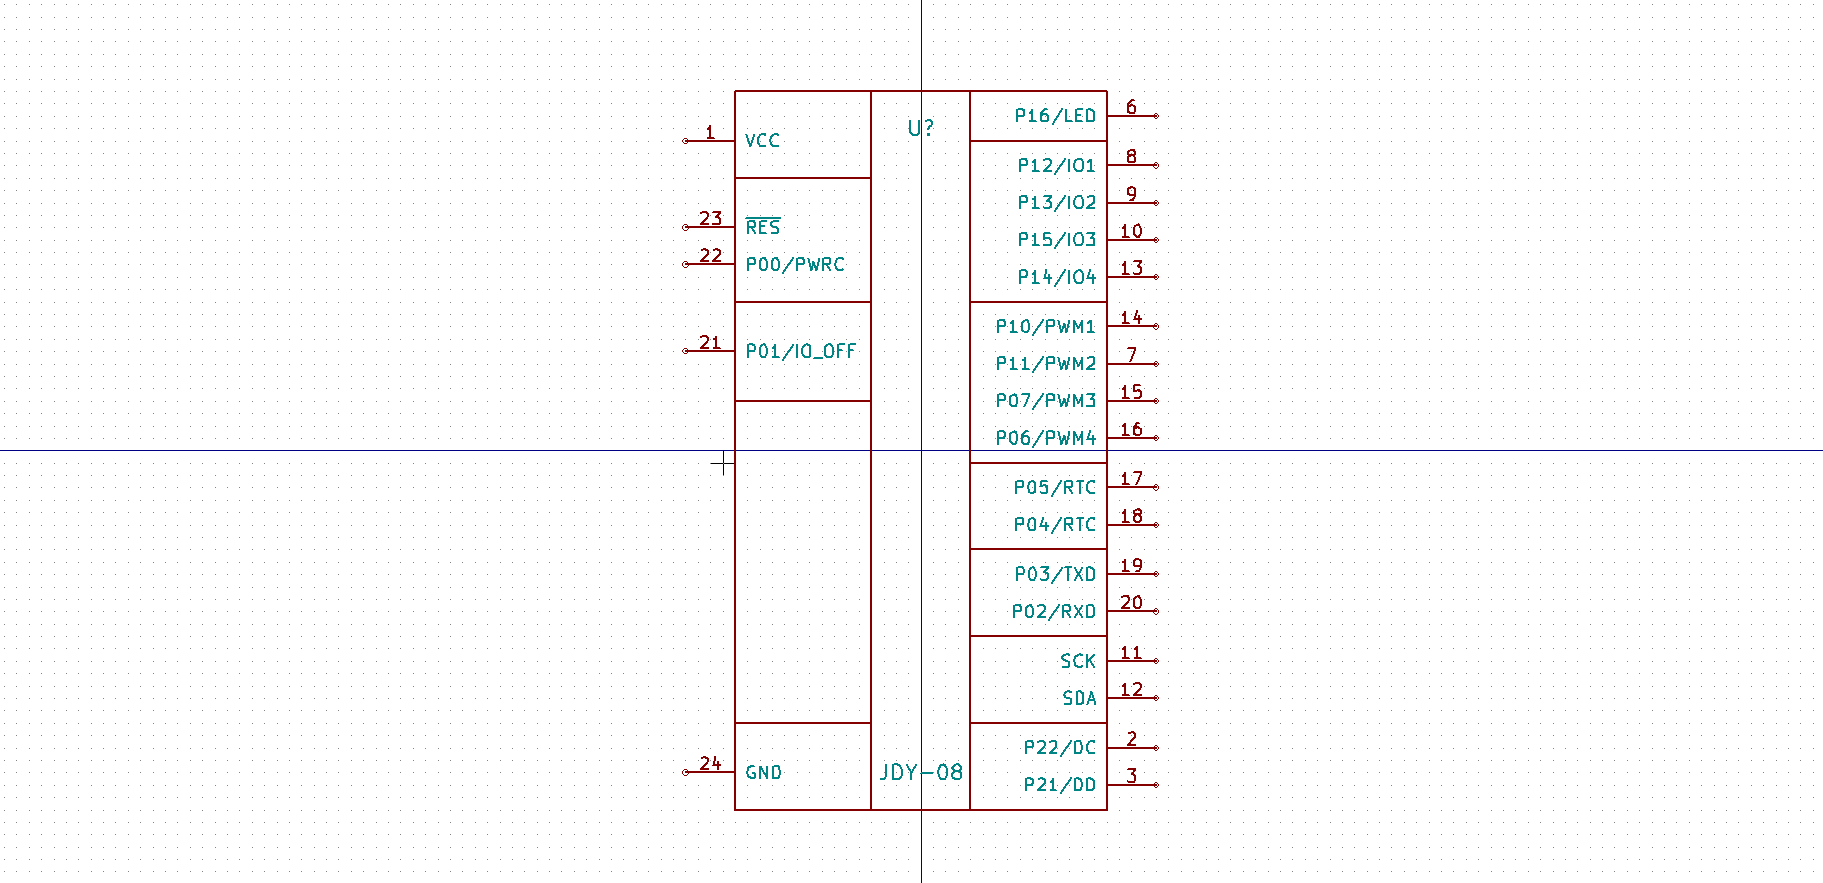 U?
1 VCC
23 RES
22 P00/PWRC
21 P01/IO_OFF
24 GND
JDY-08
P16/LED 6
P12/IO1 8
P13/IO2 9
P15/IO3 10
P14/IO4 13
P10/PWM1 14
P11/PWM2 7
P07/PWM3 15
P06/PWM4 16
P05/RTC 17
P04/RTC 18
P03/TXD 19
P02/RXD 20
SCK 11
SDA 12
P22/DC 2
P21/DD 3